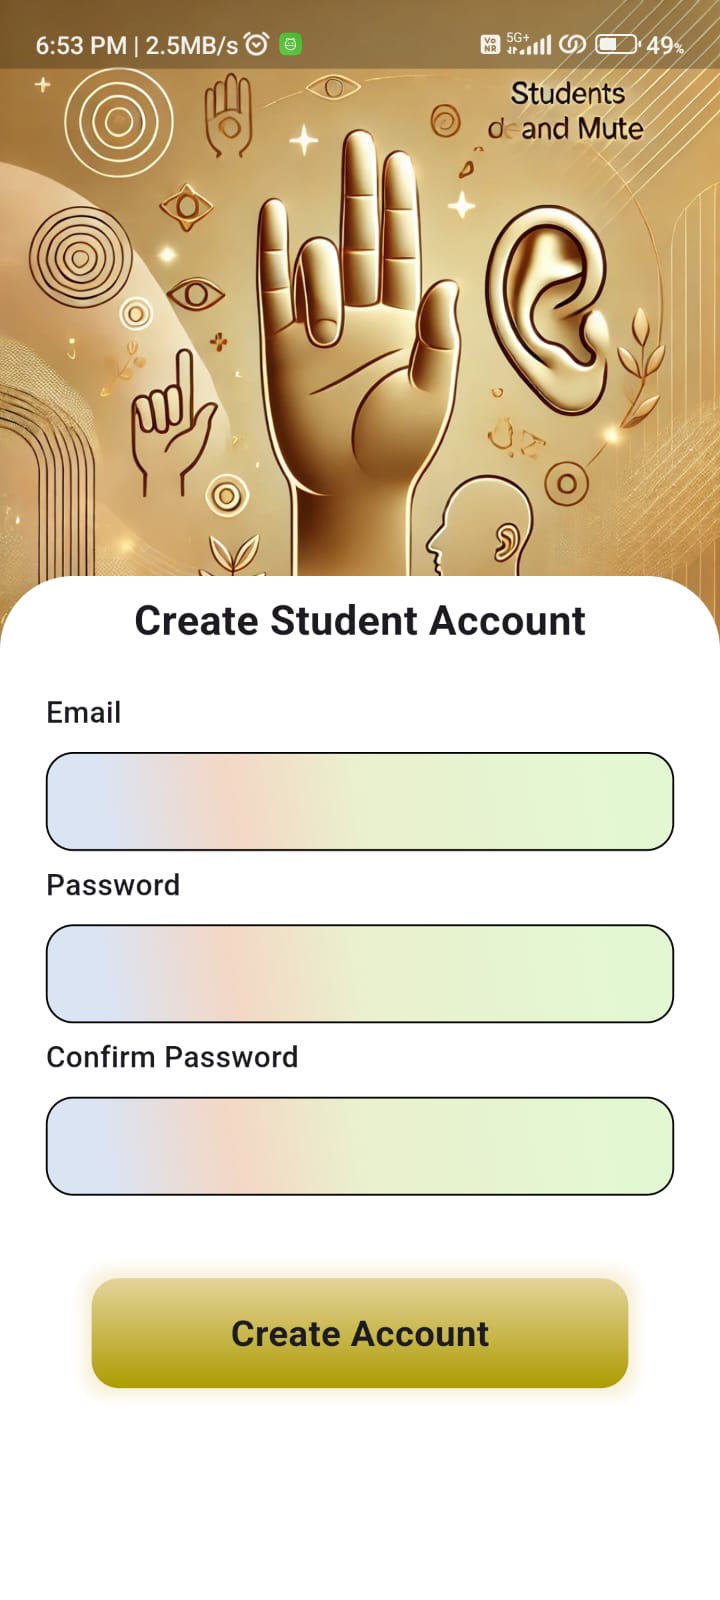 6:53 PM | 2.5MB/s
Vo NR 5G+ 49%
Students
and Mute
Create Student Account
Email
Password
Confirm Password
Create Account